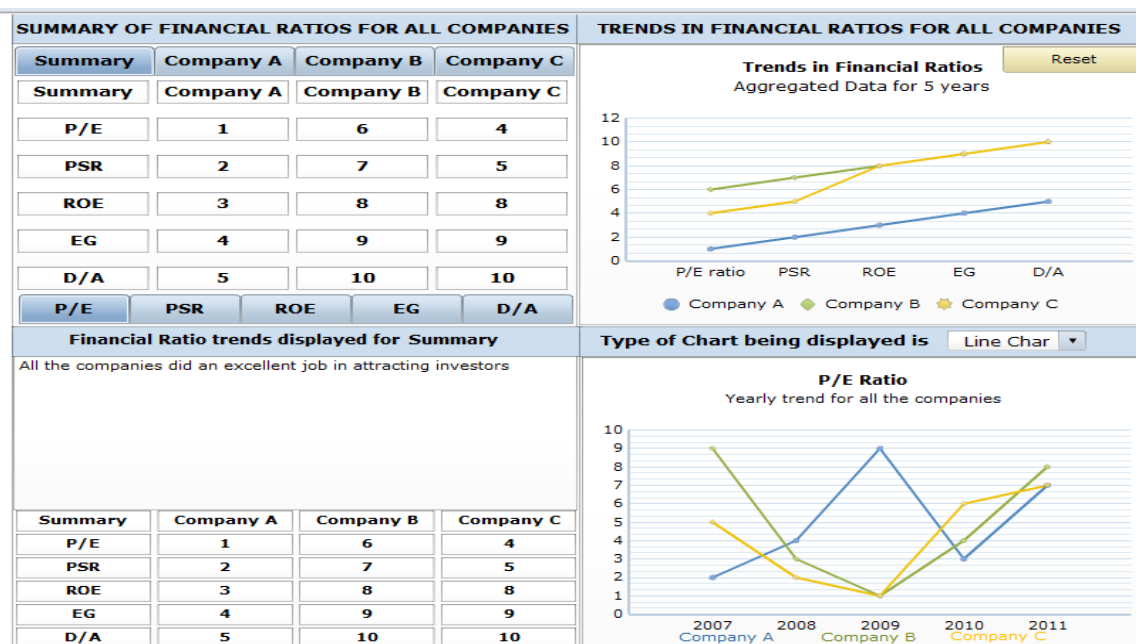 SUMMARY OF FINANCIAL RATIOS FOR ALL COMPANIES
Summary Company A Company B Company C
Summary Company A Company B Company C
P/E 1 6 4
PSR 2 7 5
ROE 3 8 8
EG 4 9 9
D/A 5 10 10
P/E PSR ROE EG D/A
TRENDS IN FINANCIAL RATIOS FOR ALL COMPANIES
Reset
Trends in Financial Ratios
Aggregated Data for 5 years
12
10
8
6
4
2
0
P/E ratio PSR ROE EG D/A
Company A Company B Company C
Financial Ratio trends displayed for Summary
All the companies did an excellent job in attracting investors
Summary Company A Company B Company C
P/E 1 6 4
PSR 2 7 5
ROE 3 8 8
EG 4 9 9
D/A 5 10 10
Type of Chart being displayed is Line Char
P/E Ratio
Yearly trend for all the companies
10
9
8
7
6
5
4
3
2
1
0
2007 2008 2009 2010 2011
Company A Company B Company C